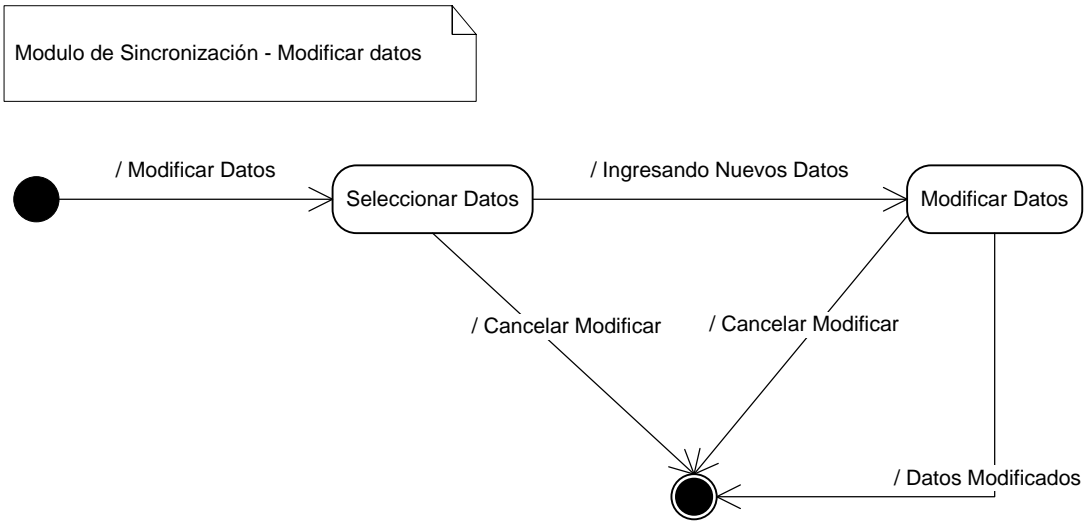 Modulo de Sincronización - Modificar datos
/ Modificar Datos
/ Ingresando Nuevos Datos
Seleccionar Datos
Modificar Datos
/ Cancelar Modificar
/ Cancelar Modificar
/ Datos Modificados